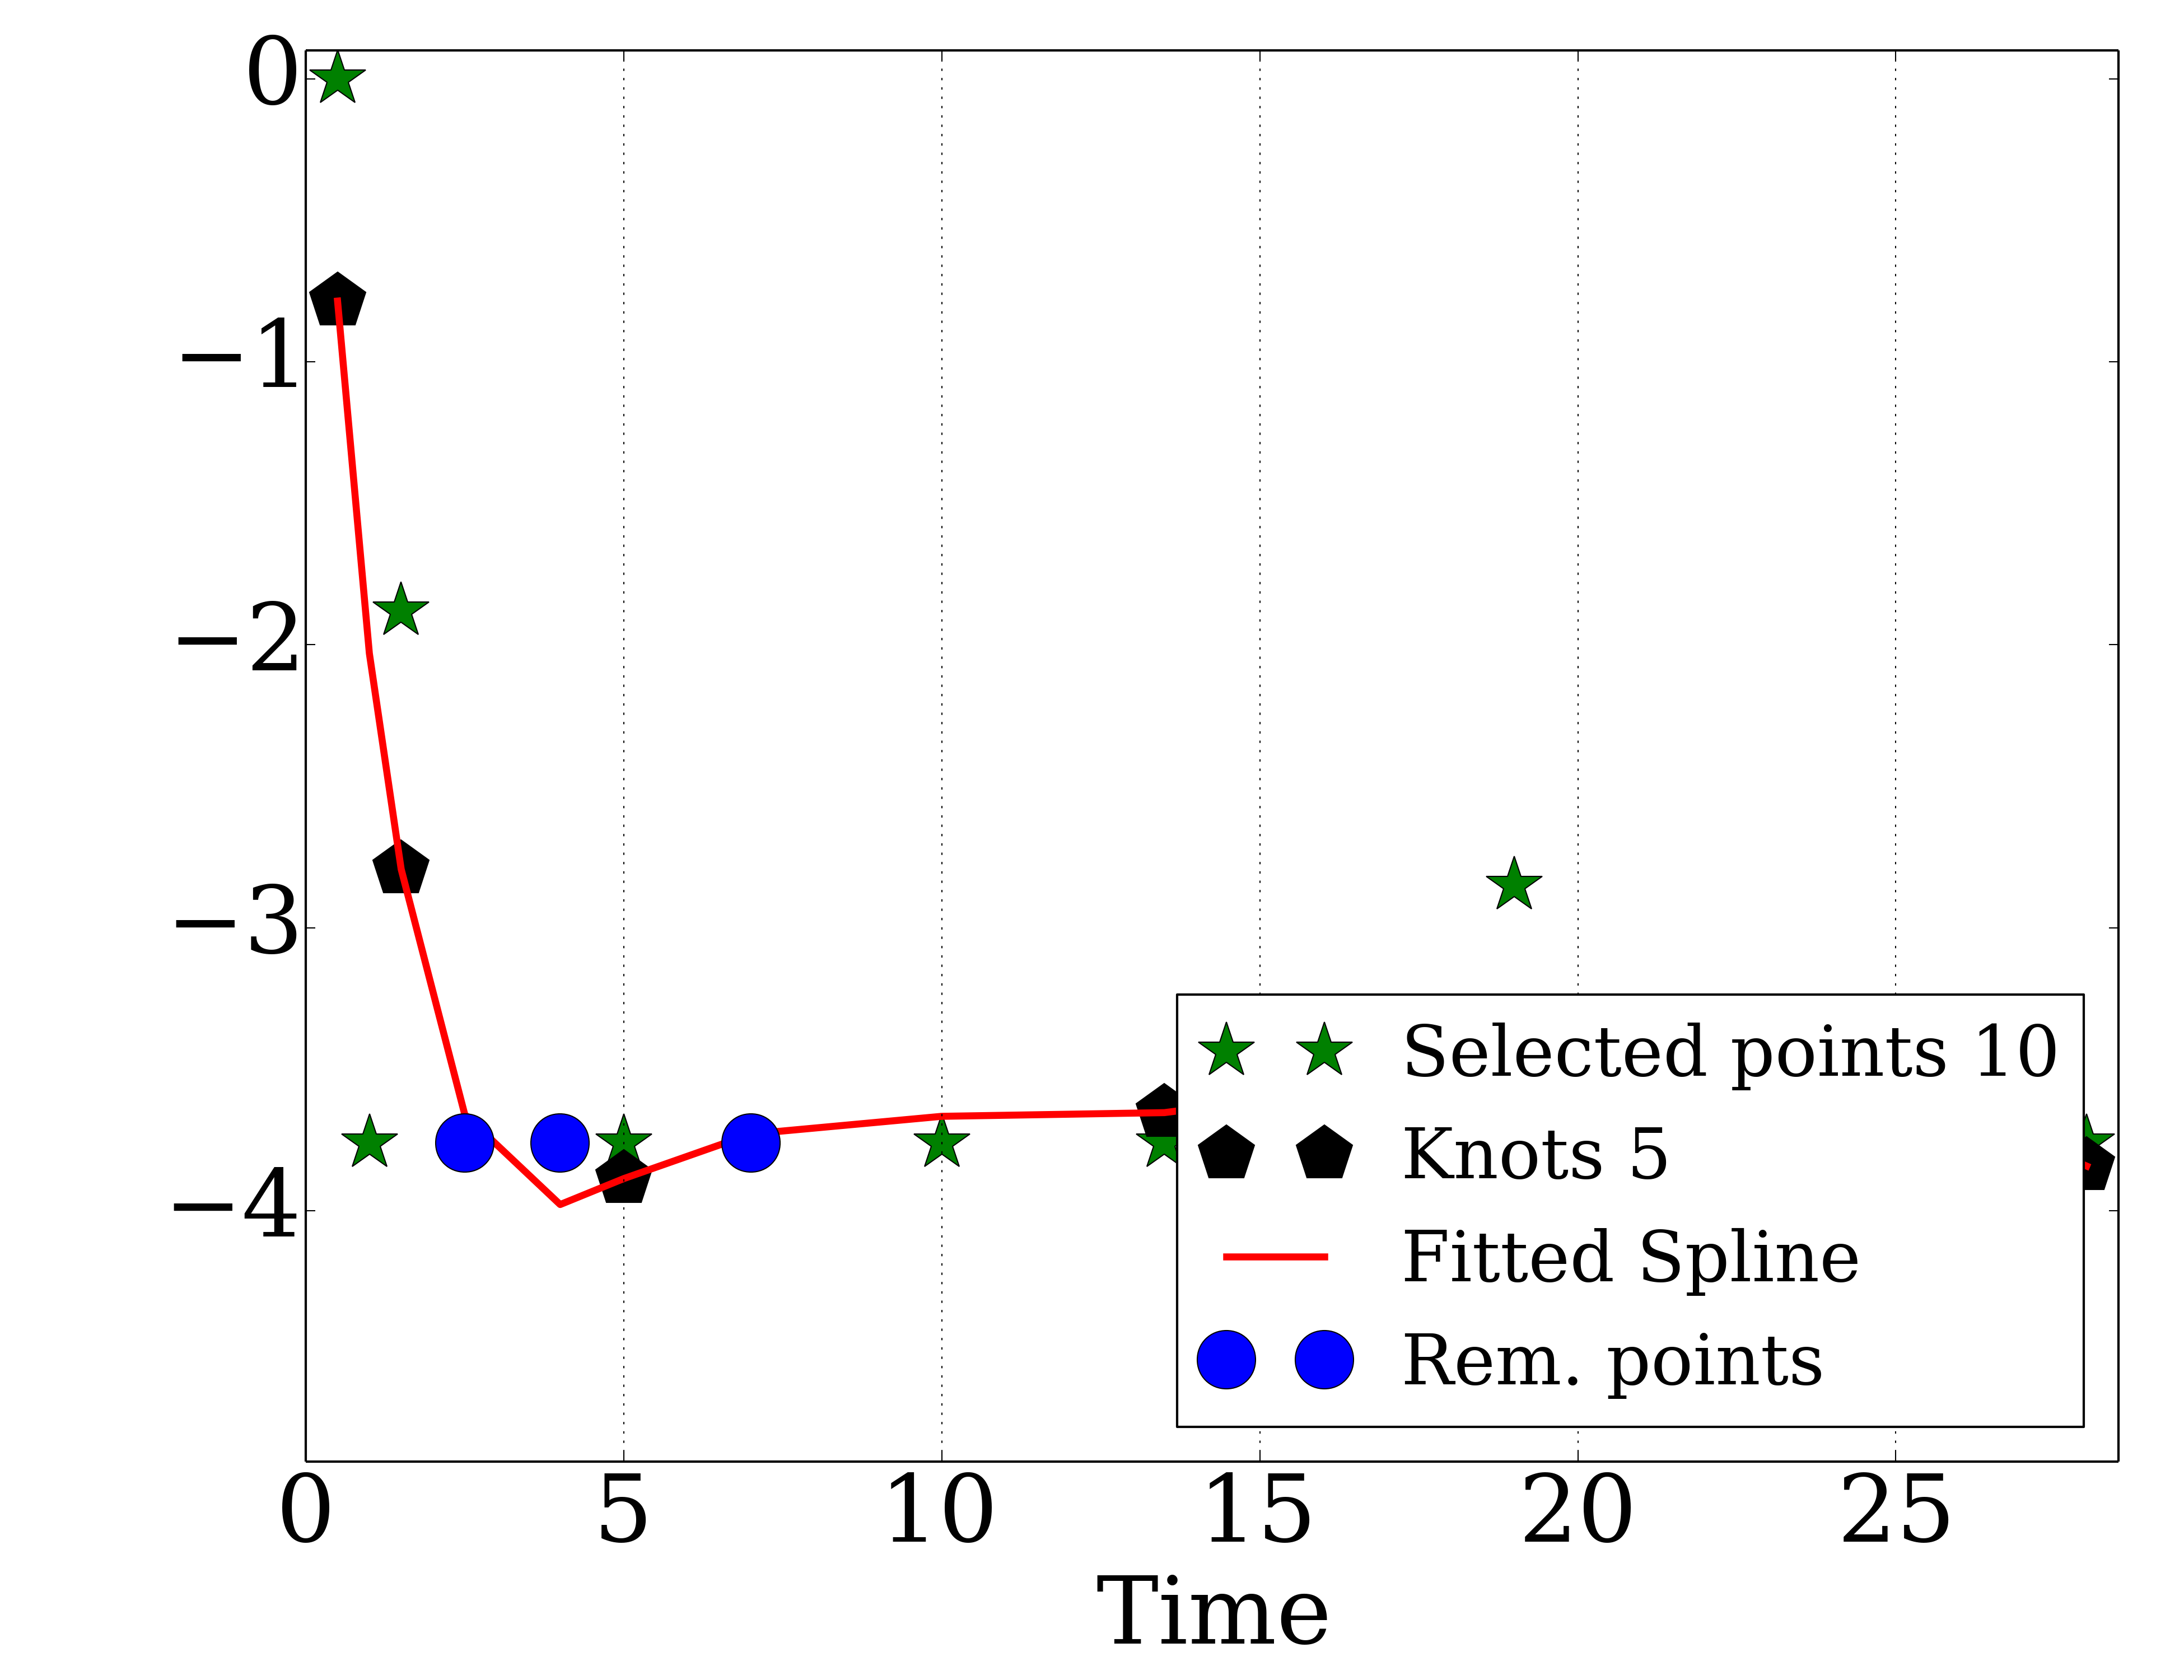 0
−1
−2
−3
−4
Selected points 10
Knots 5
Fitted Spline
Rem. points
0 5 10 15 20 25
Time